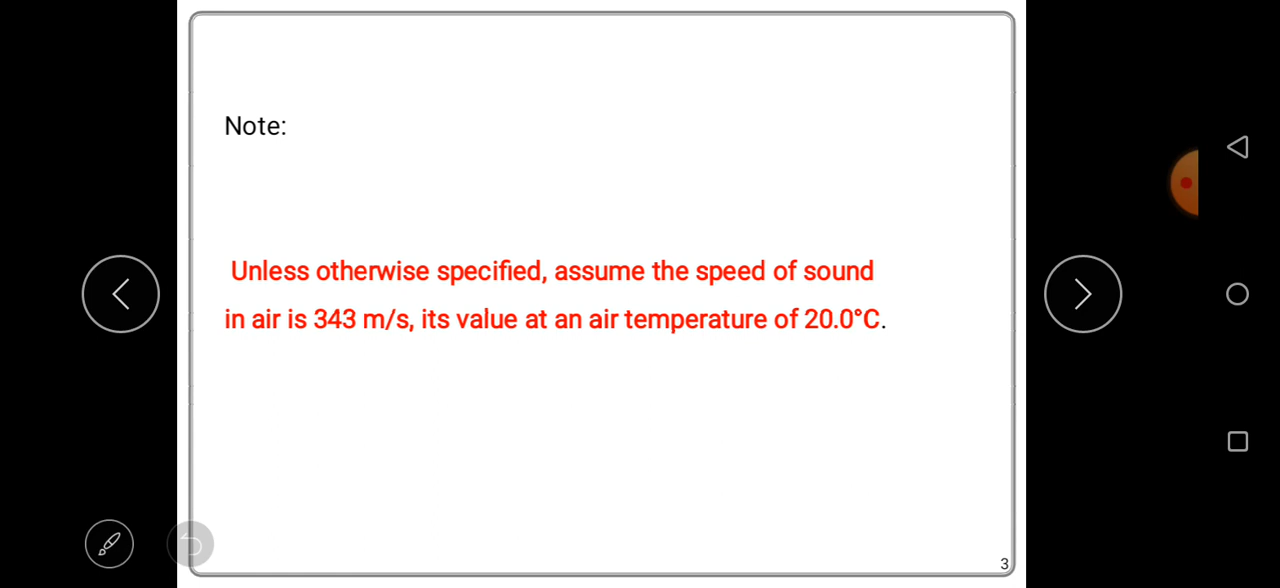 Note:
Unless otherwise specified, assume the speed of sound
in air is 343 m/s, its value at an air temperature of 20.0°C.
3